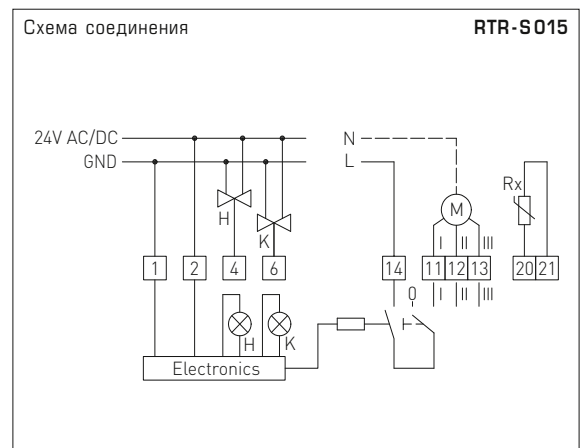 Схема соединения RTR-S015
24V AC/DC N
GND L
Rx
H M
K I II III
1 2 4 6 14 11 12 13 20 21
0 I II III
H K
Electronics